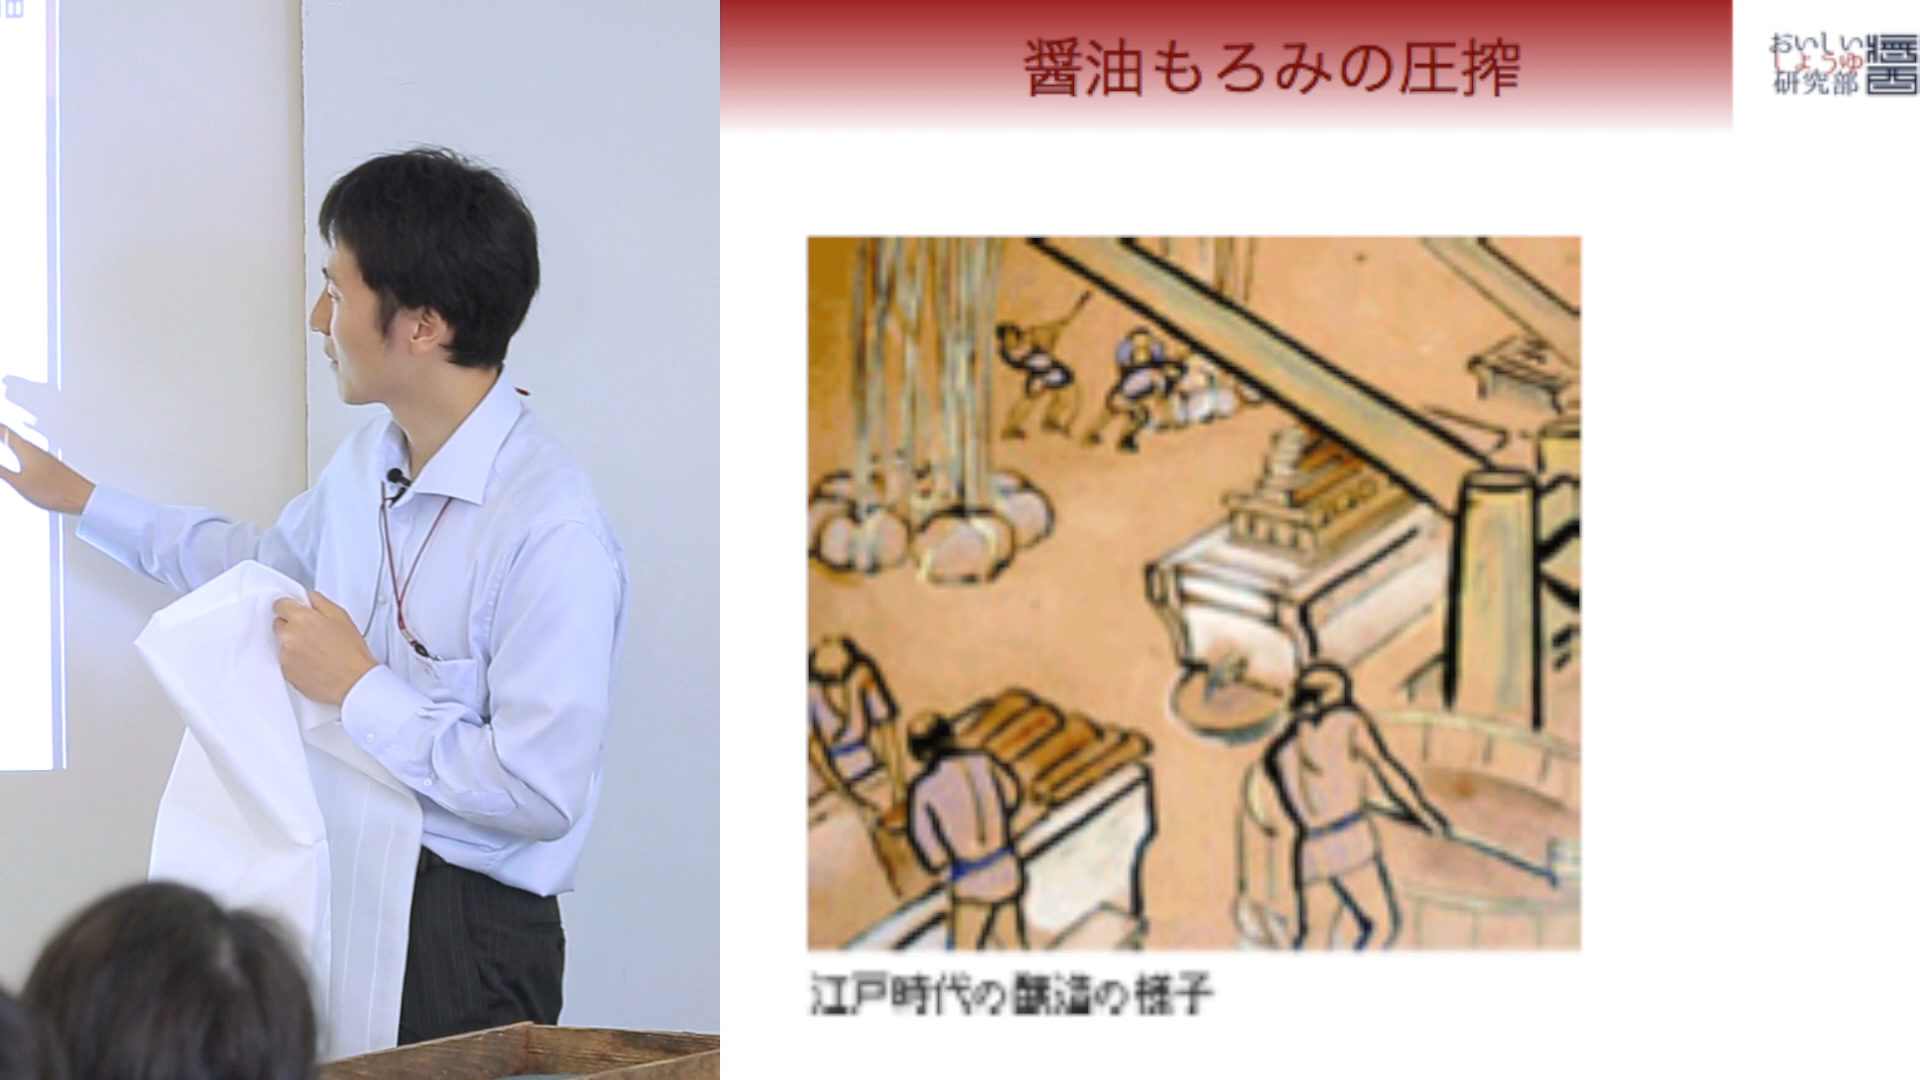 醤油もろみの圧搾
おいしい
しょうゆ
研究部
醤
江戸時代の醸造の様子